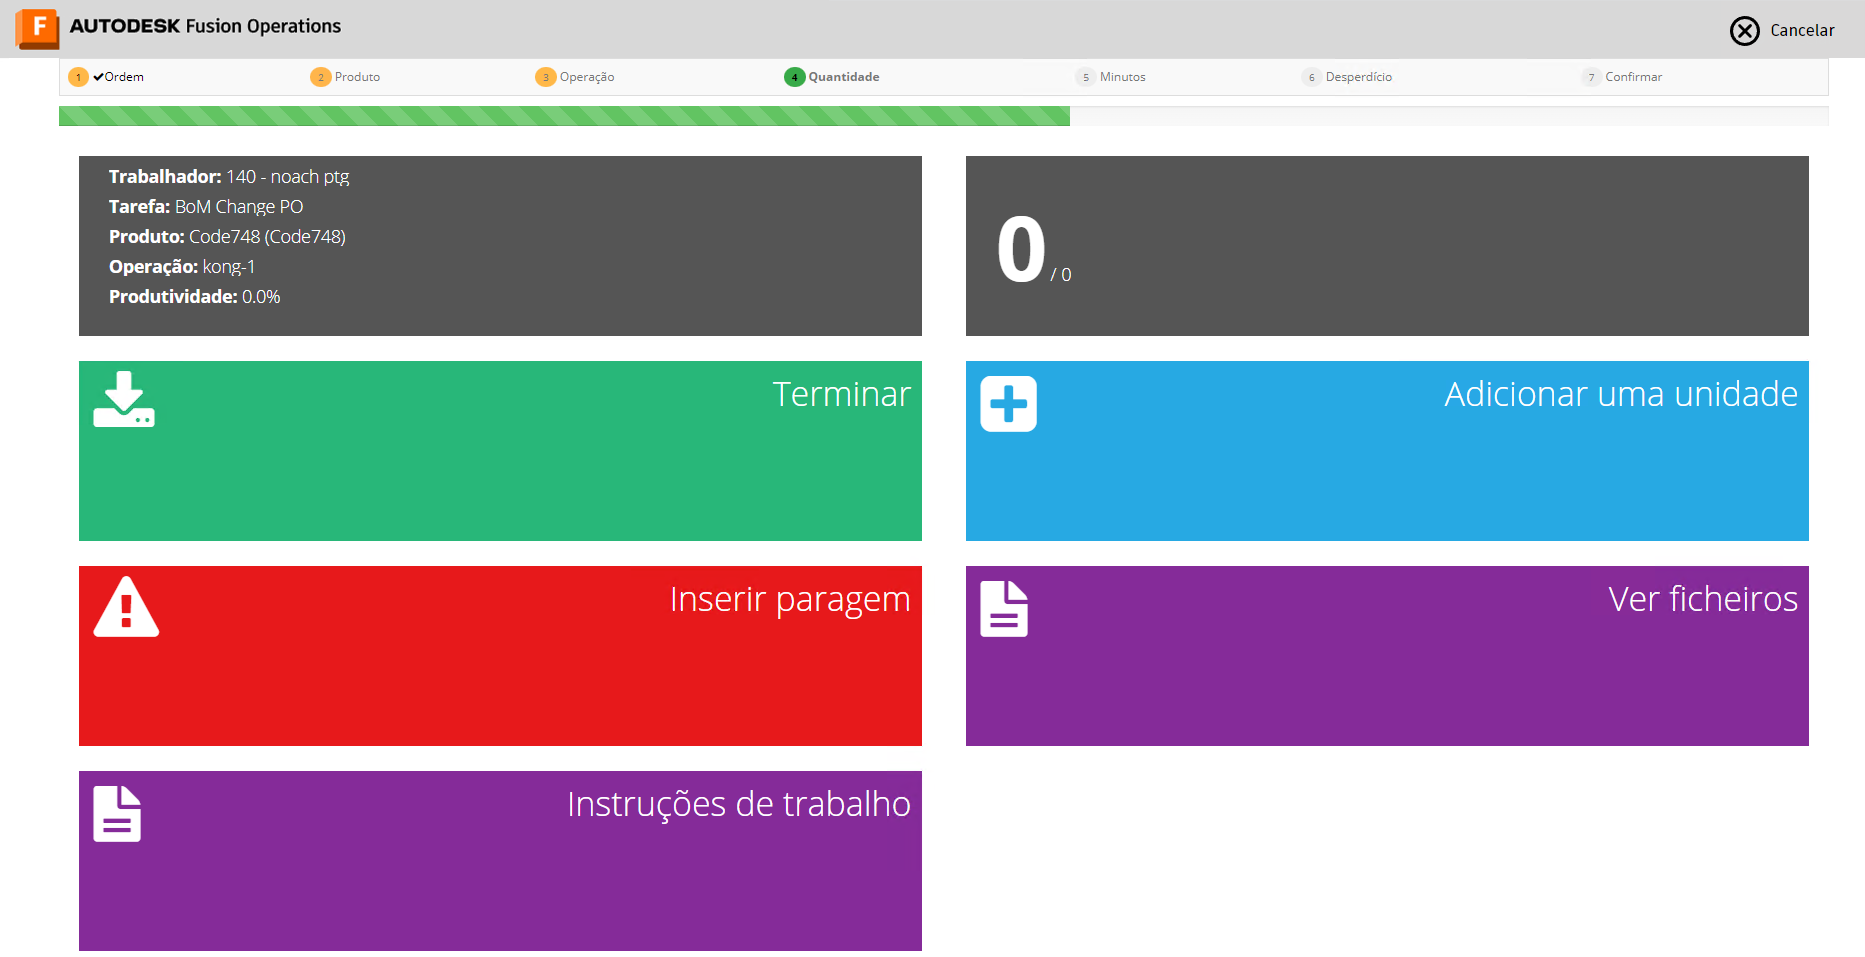 F AUTODESK Fusion Operations
Cancelar
1 Ordem
2 Produto
3 Operação
4 Quantidade
5 Minutos
6 Desperdício
7 Confirmar
Trabalhador: 140 - noach ptg
Tarefa: BoM Change PO
Produto: Code748 (Code748)
Operação: kong-1
Produtividade: 0.0%
0 / 0
Terminar
Adicionar uma unidade
Inserir paragem
Ver ficheiros
Instruções de trabalho